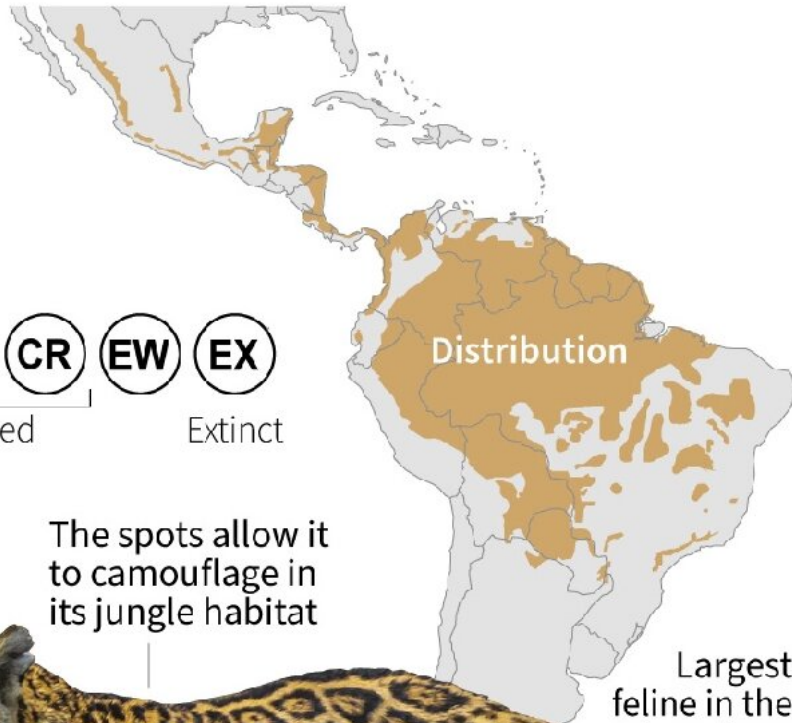 Distribution
CR EW EX
ed Extinct
The spots allow it
to camouflage in
its jungle habitat
Largest
feline in the